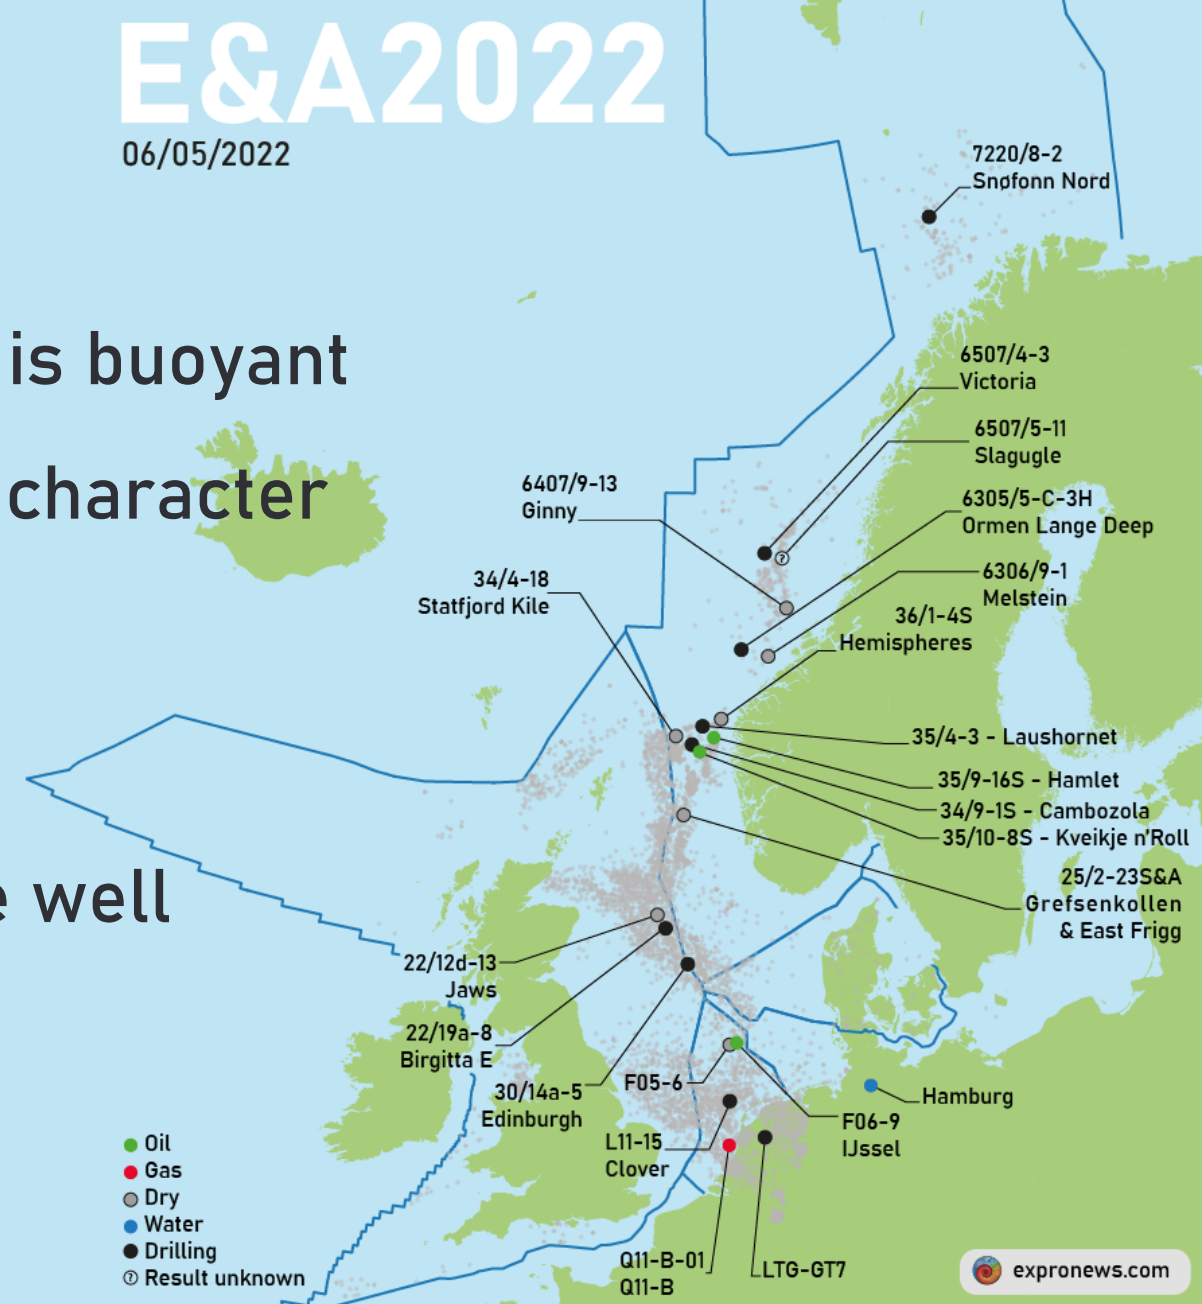 E&A2022
06/05/2022
7220/8-2
Snøfonn Nord
is buoyant
6507/4-3
Victoria
6507/5-11
Slagugle
character
6407/9-13
Ginny
6305/5-C-3H
Ormen Lange Deep
34/4-18
Statfjord Kile
6306/9-1
Melstein
36/1-4S
Hemispheres
35/4-3 - Laushornet
35/9-16S - Hamlet
34/9-1S - Cambozola
35/10-8S - Kveikje n'Roll
e well
25/2-23S&A
Grefsenkollen
& East Frigg
22/12d-13
Jaws
22/19a-8
Birgitta E
30/14a-5
Edinburgh
F05-6
Hamburg
F06-9
IJssel
L11-15
Clover
Oil
Gas
Dry
Water
Drilling
? Result unknown
?
Q11-B-01
Q11-B
LTG-GT7
expronews.com